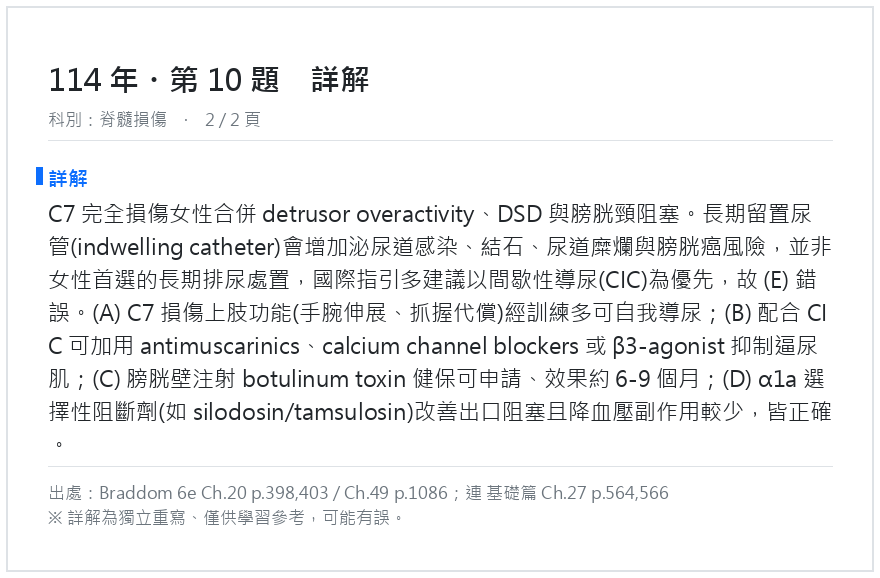 114 年・第 10 題　詳解
科別：脊髓損傷　·　2 / 2 頁
詳解
C7 完全損傷女性合併 detrusor overactivity、DSD 與膀胱頸阻塞。長期留置尿
管(indwelling catheter)會增加泌尿道感染、結石、尿道糜爛與膀胱癌風險，並非
女性首選的長期排尿處置，國際指引多建議以間歇性導尿(CIC)為優先，故 (E) 錯
誤。(A) C7 損傷上肢功能(手腕伸展、抓握代償)經訓練多可自我導尿；(B) 配合 CI
C 可加用 antimuscarinics、calcium channel blockers 或 β3-agonist 抑制逼尿
肌；(C) 膀胱壁注射 botulinum toxin 健保可申請、效果約 6-9 個月；(D) α1a 選
擇性阻斷劑(如 silodosin/tamsulosin)改善出口阻塞且降血壓副作用較少，皆正確
。
出處：Braddom 6e Ch.20 p.398,403 / Ch.49 p.1086；連 基礎篇 Ch.27 p.564,566
※ 詳解為獨立重寫、僅供學習參考，可能有誤。